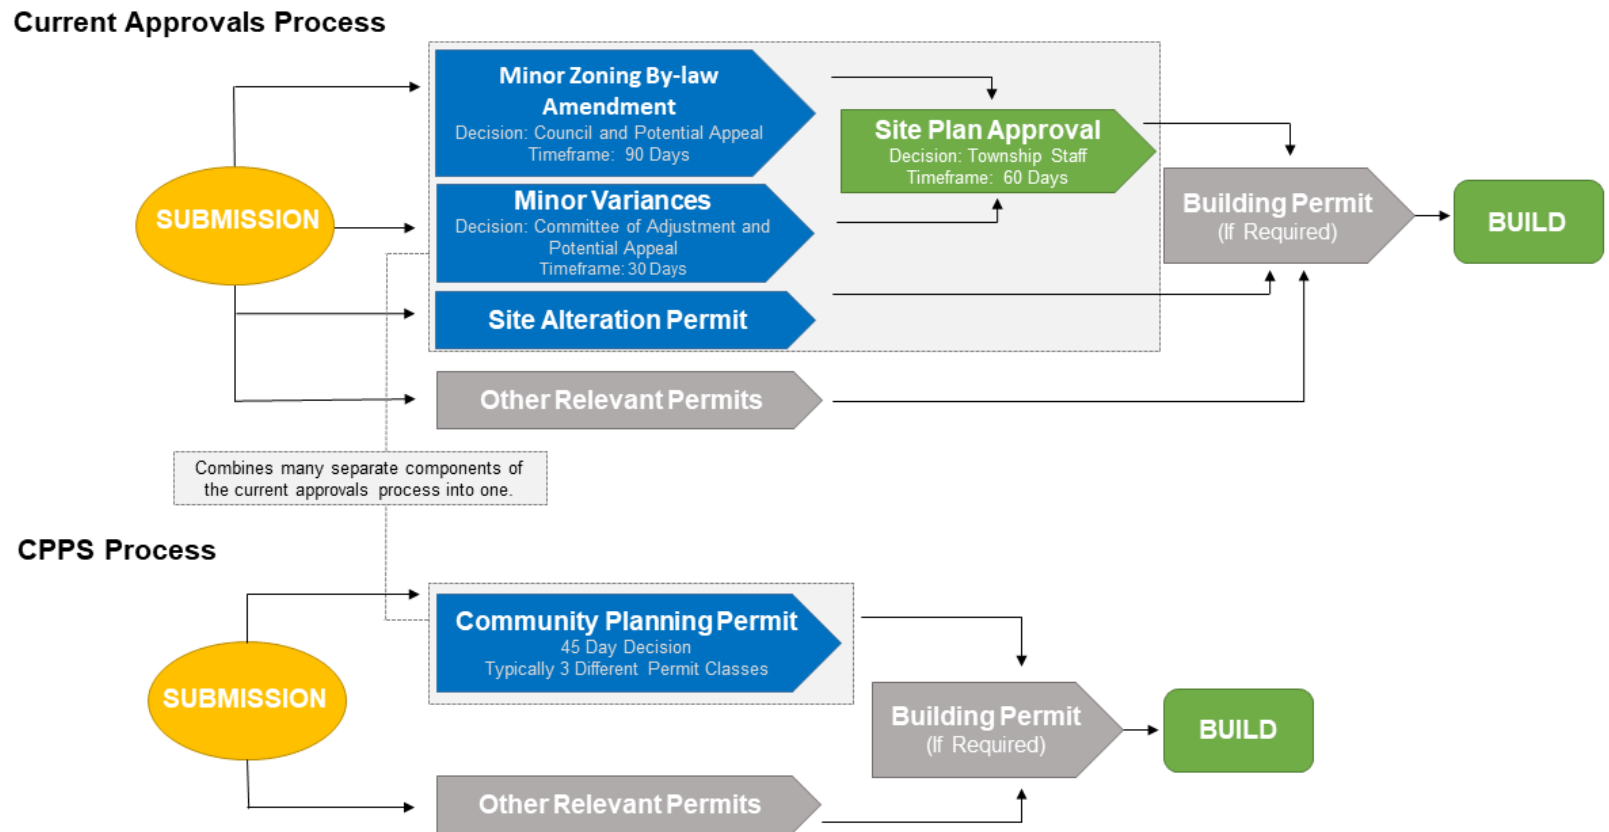 Current Approvals Process
Minor Zoning By-law
Amendment
Decision: Council and Potential Appeal
Timeframe: 90 Days
Site Plan Approval
Decision: Township Staff
Timeframe: 60 Days
SUBMISSION
Minor Variances
Decision: Committee of Adjustment and
Potential Appeal
Timeframe: 30 Days
Building Permit
(If Required)
BUILD
Site Alteration Permit
Other Relevant Permits
Combines many separate components of
the current approvals process into one.
CPPS Process
Community Planning Permit
45 Day Decision
Typically 3 Different Permit Classes
SUBMISSION
Building Permit
(If Required)
BUILD
Other Relevant Permits